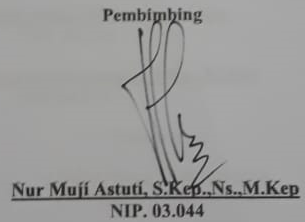 Pembimbing
Nur Muji Astuti, S.Kep.,Ns.,M.Kep
NIP. 03.044